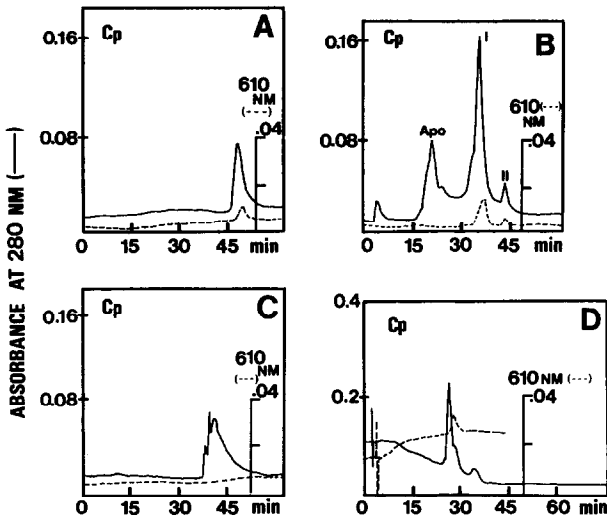 ABSORBANCE AT 280 NM (—)
A
Cp
0.16
0.08
610
NM
(---)
.04
0 15 30 45 min
B
Cp
0.16
0.08
Apo
I
II
610(---)
NM
.04
0 15 30 45 min
C
Cp
0.16
0.08
610
NM
(---)
.04
0 15 30 45 min
D
Cp
0.4
0.2
610 NM (---)
.04
0 15 30 45 60 min